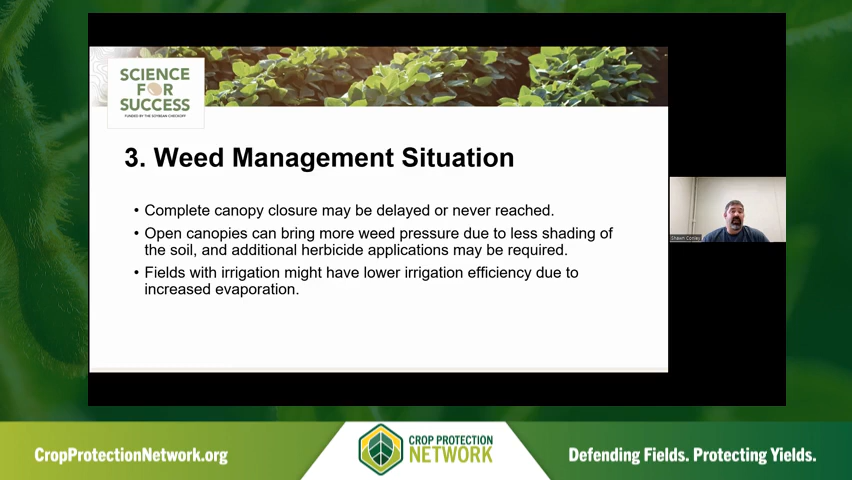 SCIENCE
FOR
SUCCESS
FUNDED BY THE SOYBEAN CHECKOFF
3. Weed Management Situation
• Complete canopy closure may be delayed or never reached.
• Open canopies can bring more weed pressure due to less shading of
the soil, and additional herbicide applications may be required.
• Fields with irrigation might have lower irrigation efficiency due to
increased evaporation.
Shawn Conley
CropProtectionNetwork.org
CROP PROTECTION
NETWORK
Defending Fields. Protecting Yields.